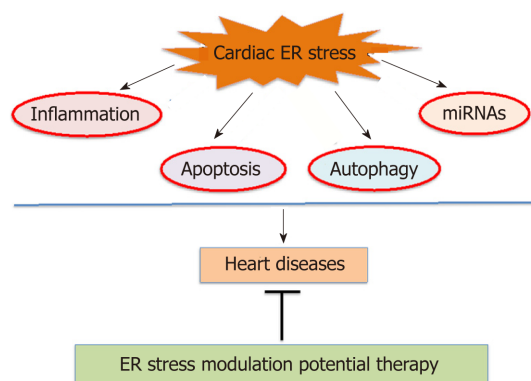 Cardiac ER stress
Inflammation
miRNAs
Apoptosis
Autophagy
Heart diseases
ER stress modulation potential therapy